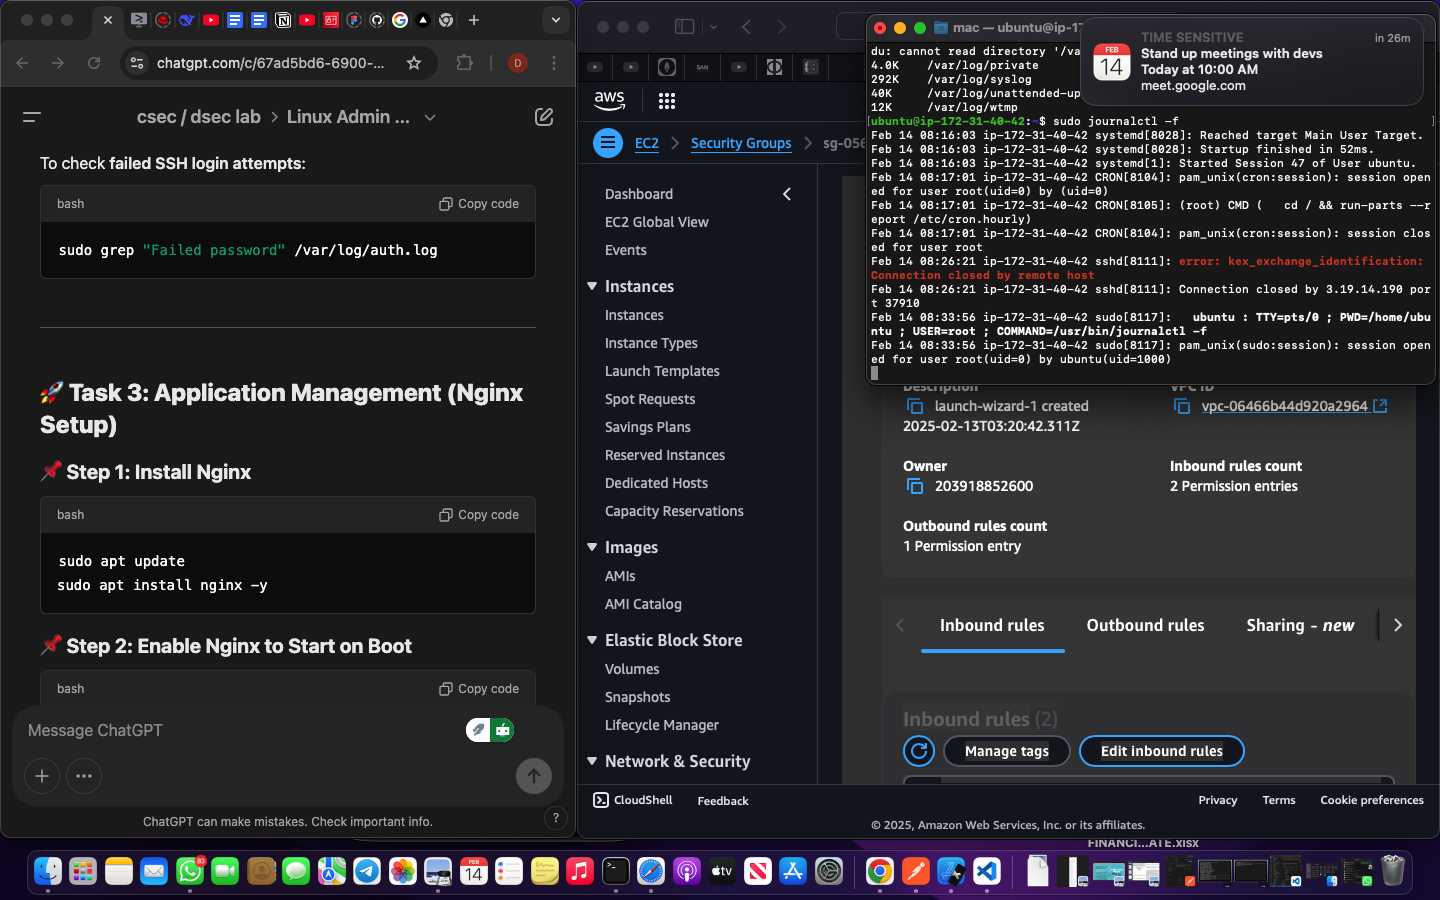 chatgpt.com/c/67ad5bd6-6900-...
D
csec / dsec lab > Linux Admin ...
To check failed SSH login attempts:
bash
Copy code
sudo grep "Failed password" /var/log/auth.log
🚀 Task 3: Application Management (Nginx
Setup)
📌 Step 1: Install Nginx
bash
Copy code
sudo apt update
sudo apt install nginx -y
📌 Step 2: Enable Nginx to Start on Boot
bash
Copy code
Message ChatGPT
ChatGPT can make mistakes. Check important info.
?
aws
EC2 > Security Groups > sg-056
Dashboard
EC2 Global View
Events
Instances
Instances
Instance Types
Launch Templates
Spot Requests
Savings Plans
Reserved Instances
Dedicated Hosts
Capacity Reservations
Images
AMIs
AMI Catalog
Elastic Block Store
Volumes
Snapshots
Lifecycle Manager
Network & Security
mac — ubuntu@ip-17
du: cannot read directory '/va
4.0K /var/log/private
292K /var/log/syslog
40K /var/log/unattended-up
12K /var/log/wtmp
[ubuntu@ip-172-31-40-42:~$ sudo journalctl -f ]
Feb 14 08:16:03 ip-172-31-40-42 systemd[8028]: Reached target Main User Target.
Feb 14 08:16:03 ip-172-31-40-42 systemd[8028]: Startup finished in 52ms.
Feb 14 08:16:03 ip-172-31-40-42 systemd[1]: Started Session 47 of User ubuntu.
Feb 14 08:17:01 ip-172-31-40-42 CRON[8104]: pam_unix(cron:session): session open
ed for user root(uid=0) by (uid=0)
Feb 14 08:17:01 ip-172-31-40-42 CRON[8105]: (root) CMD (   cd / && run-parts --r
eport /etc/cron.hourly)
Feb 14 08:17:01 ip-172-31-40-42 CRON[8104]: pam_unix(cron:session): session clos
ed for user root
Feb 14 08:26:21 ip-172-31-40-42 sshd[8111]: error: kex_exchange_identification:
Connection closed by remote host
Feb 14 08:26:21 ip-172-31-40-42 sshd[8111]: Connection closed by 3.19.14.190 por
t 37910
Feb 14 08:33:56 ip-172-31-40-42 sudo[8117]:   ubuntu : TTY=pts/0 ; PWD=/home/ubu
ntu ; USER=root ; COMMAND=/usr/bin/journalctl -f
Feb 14 08:33:56 ip-172-31-40-42 sudo[8117]: pam_unix(sudo:session): session open
ed for user root(uid=0) by ubuntu(uid=1000)
FEB
14
TIME SENSITIVE
in 26m
Stand up meetings with devs
Today at 10:00 AM
meet.google.com
Description
VPC ID
launch-wizard-1 created
2025-02-13T03:20:42.311Z
vpc-06466b44d920a2964
Owner
203918852600
Inbound rules count
2 Permission entries
Outbound rules count
1 Permission entry
Inbound rules
Outbound rules
Sharing - new
Inbound rules (2)
Manage tags
Edit inbound rules
CloudShell
Feedback
Privacy
Terms
Cookie preferences
© 2025, Amazon Web Services, Inc. or its affiliates.
FINANCI...ATE.xlsx
83
FEB
14
tv